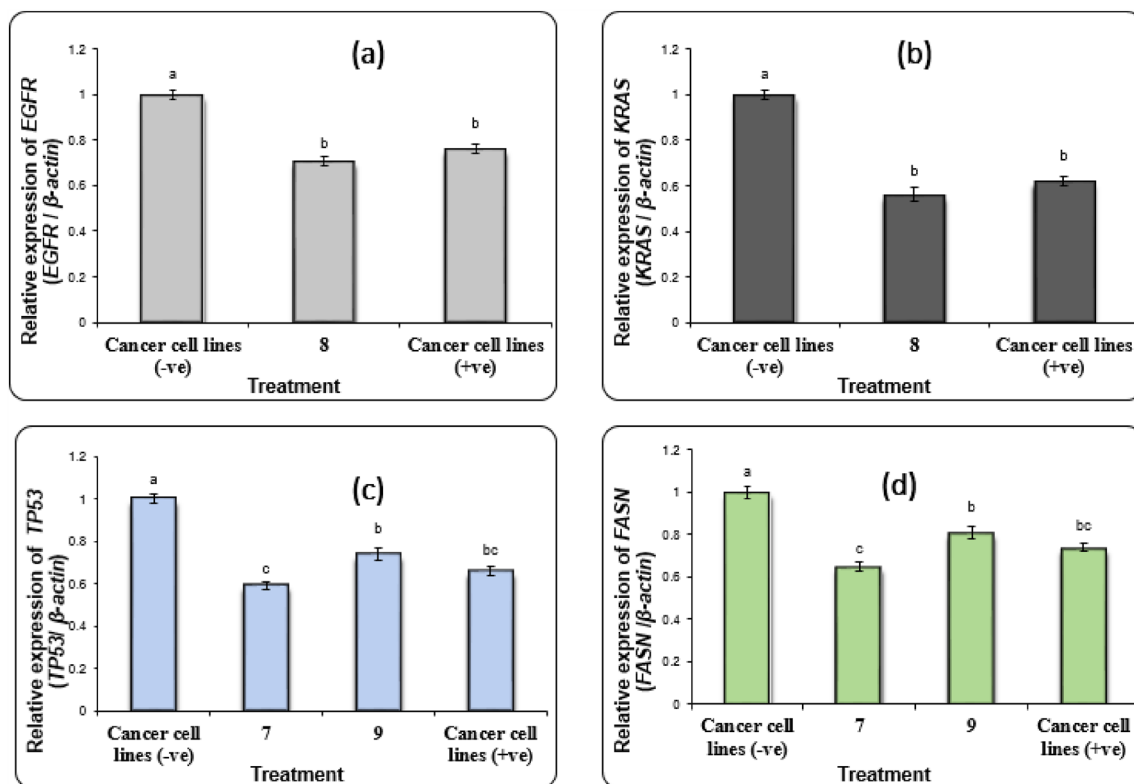 (a)
Relative expression of EGFR
(EGFR / β-actin)
1.2
1
0.8
0.6
0.4
0.2
0
a
b
b
Cancer cell lines
(-ve)
8
Cancer cell lines
(+ve)
Treatment
(b)
Relative expression of KRAS
(KRAS / β-actin)
1.2
1
0.8
0.6
0.4
0.2
0
a
b
b
Cancer cell lines
(-ve)
8
Cancer cell lines
(+ve)
Treatment
(c)
Relative expression of TP53
(TP53/ β-actin)
1.2
1
0.8
0.6
0.4
0.2
0
a
c
b
bc
Cancer cell
lines (-ve)
7
9
Cancer cell
lines (+ve)
Treatment
(d)
Relative expression of FASN
(FASN /β-actin)
1.2
1
0.8
0.6
0.4
0.2
0
a
c
b
bc
Cancer cell
lines (-ve)
7
9
Cancer cell
lines (+ve)
Treatment